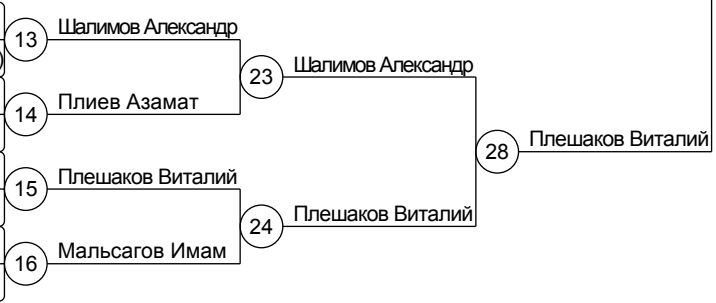 13 Шалимов Александр
)
23 Шалимов Александр
14 Плиев Азамат
28 Плешаков Виталий
15 Плешаков Виталий
24 Плешаков Виталий
16 Мальсагов Имам